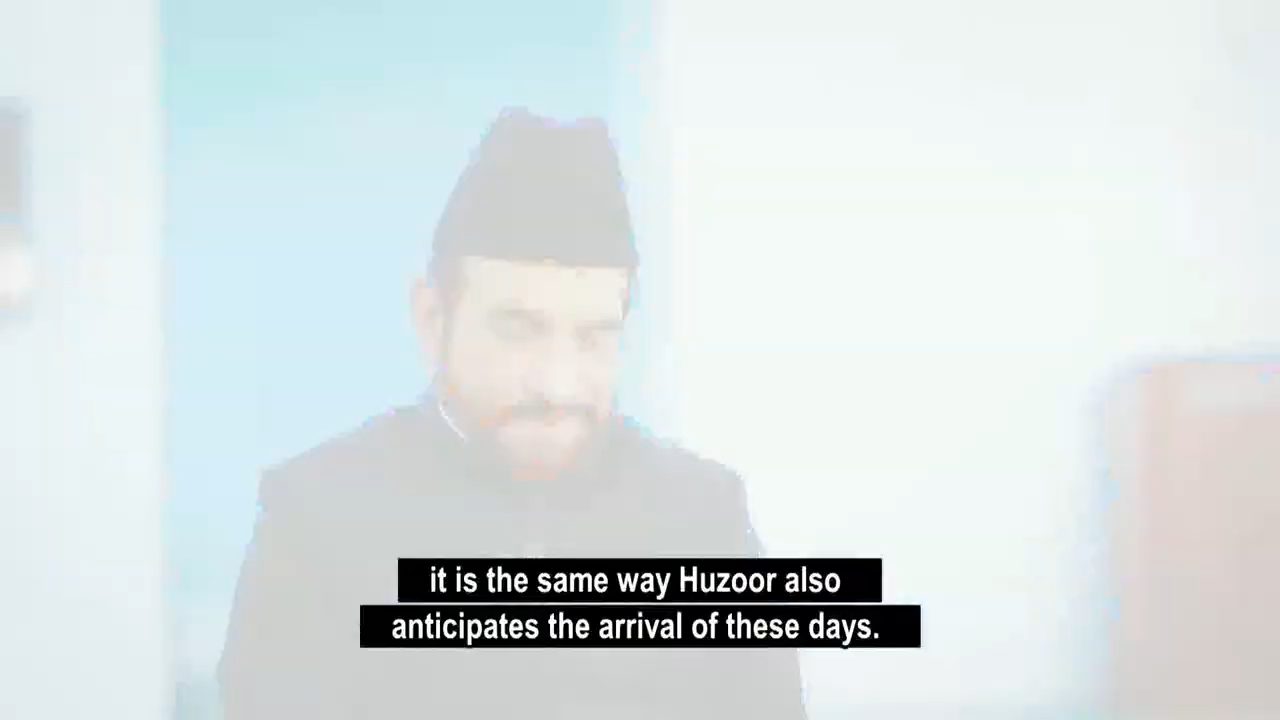 it is the same way Huzoor also
anticipates the arrival of these days.